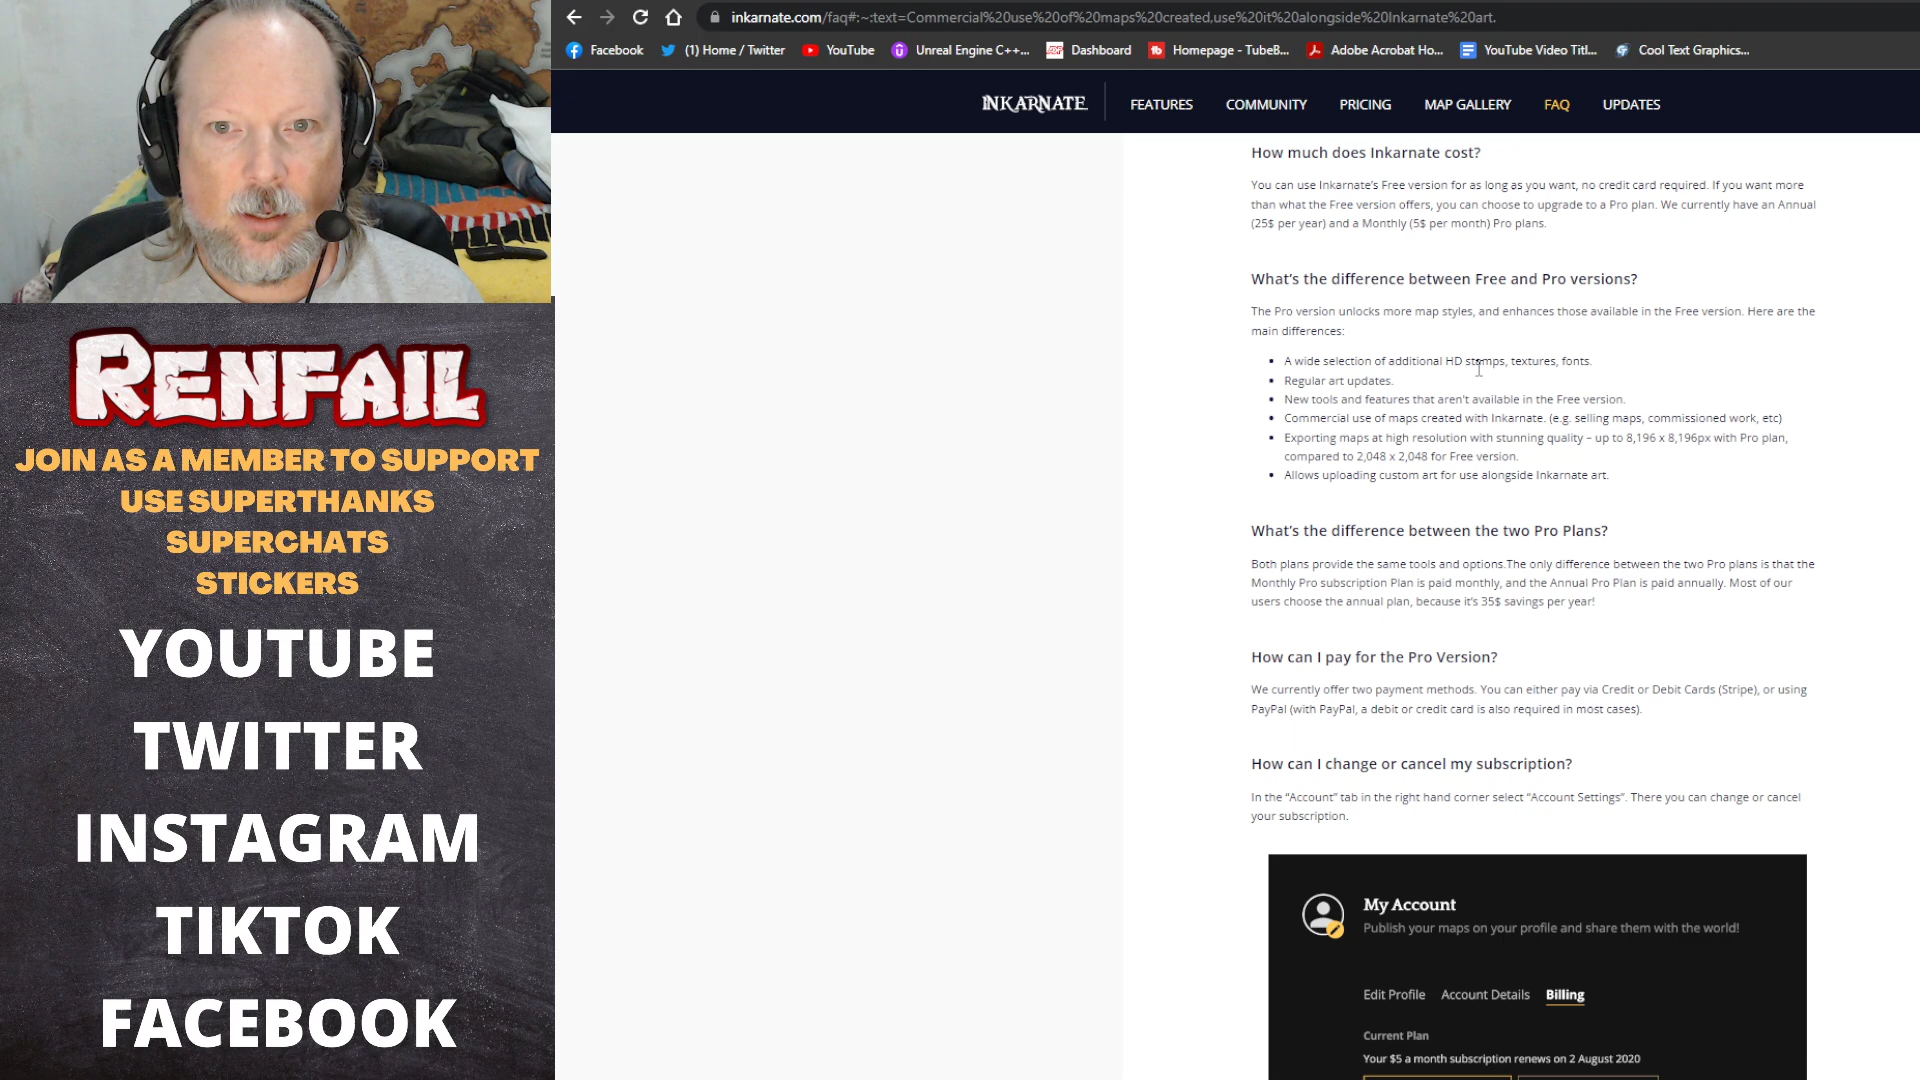 inkarnate.com/faq#:~:text=Commercial%20use%20of%20maps%20created,use%20it%20alongside%20Inkarnate%20art.
Facebook
(1) Home / Twitter
YouTube
Unreal Engine C++...
Dashboard
Homepage - TubeB...
Adobe Acrobat Ho...
YouTube Video Titl...
Cool Text Graphics...
INKARNATE
FEATURES
COMMUNITY
PRICING
MAP GALLERY
FAQ
UPDATES
RENFAIL
JOIN AS A MEMBER TO SUPPORT
USE SUPERTHANKS
SUPERCHATS
STICKERS
YOUTUBE
TWITTER
INSTAGRAM
TIKTOK
FACEBOOK
How much does Inkarnate cost?
You can use Inkarnate's Free version for as long as you want, no credit card required. If you want more
than what the Free version offers, you can choose to upgrade to a Pro plan. We currently have an Annual
(25$ per year) and a Monthly (5$ per month) Pro plans.
What's the difference between Free and Pro versions?
The Pro version unlocks more map styles, and enhances those available in the Free version. Here are the
main differences:
• A wide selection of additional HD stamps, textures, fonts.
• Regular art updates.
• New tools and features that aren't available in the Free version.
• Commercial use of maps created with Inkarnate. (e.g. selling maps, commissioned work, etc)
• Exporting maps at high resolution with stunning quality – up to 8,196 x 8,196px with Pro plan,
compared to 2,048 x 2,048 for Free version.
• Allows uploading custom art for use alongside Inkarnate art.
What's the difference between the two Pro Plans?
Both plans provide the same tools and options.The only difference between the two Pro plans is that the
Monthly Pro subscription Plan is paid monthly, and the Annual Pro Plan is paid annually. Most of our
users choose the annual plan, because it's 35$ savings per year!
How can I pay for the Pro Version?
We currently offer two payment methods. You can either pay via Credit or Debit Cards (Stripe), or using
PayPal (with PayPal, a debit or credit card is also required in most cases).
How can I change or cancel my subscription?
In the “Account” tab in the right hand corner select “Account Settings”. There you can change or cancel
your subscription.
My Account
Publish your maps on your profile and share them with the world!
Edit Profile
Account Details
Billing
Current Plan
Your $5 a month subscription renews on 2 August 2020